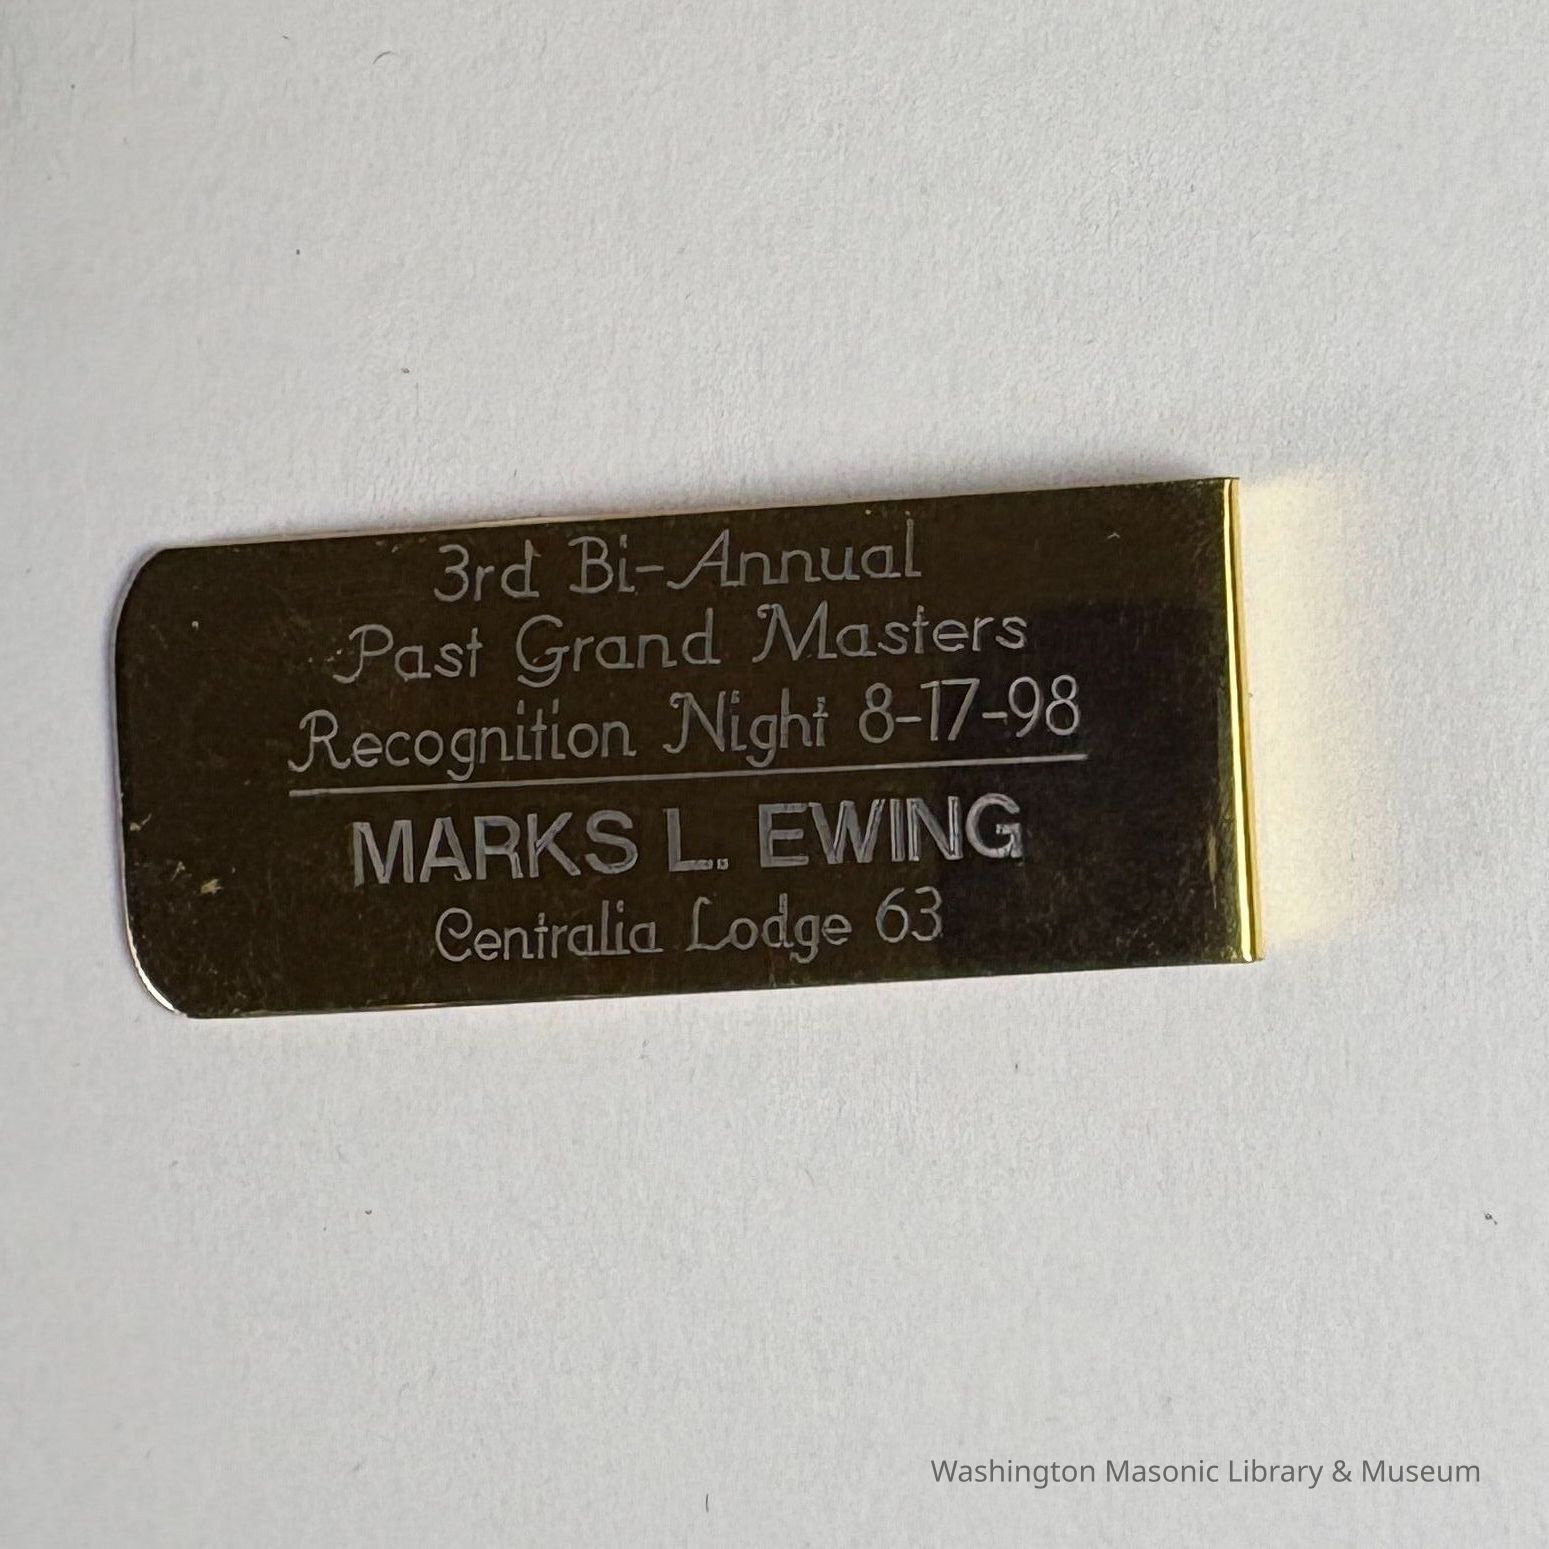 3rd Bi-Annual
Past Grand Masters
Recognition Night 8-17-98
MARKS L. EWING
Centralia Lodge 63
Washington Masonic Library & Museum